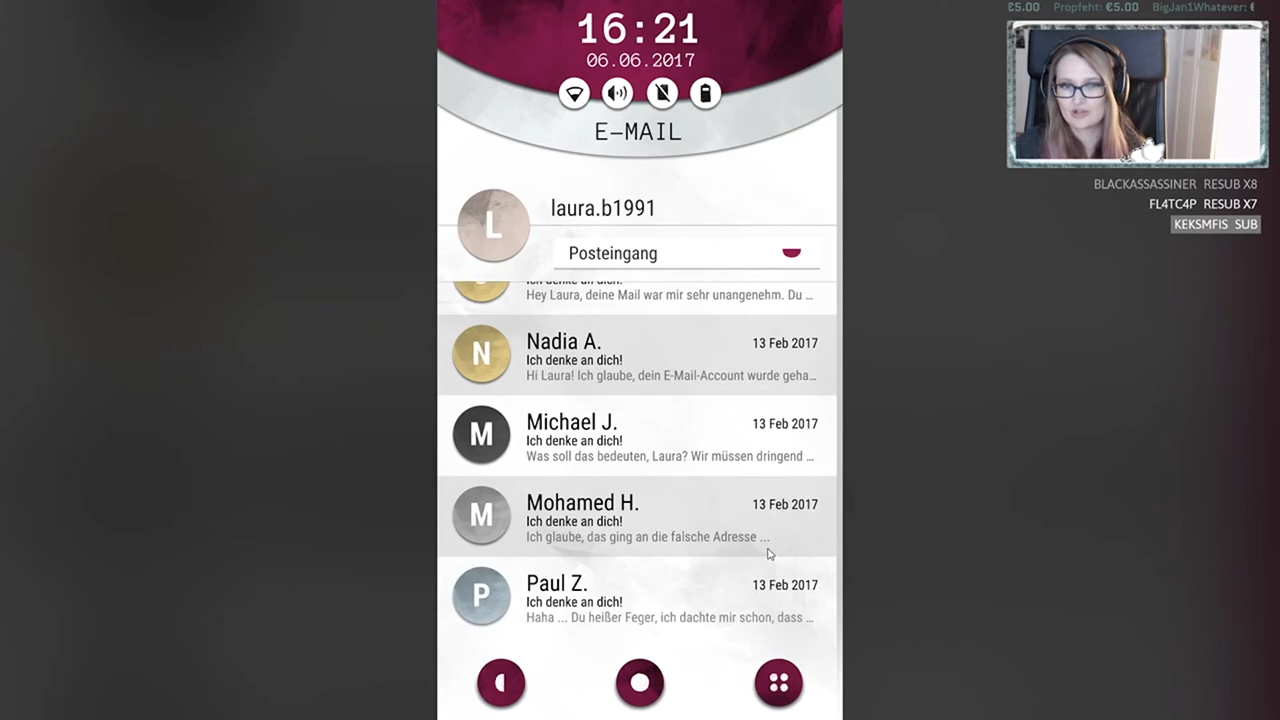 £5.00 Propfeht: €5.00 BigJan1Whatever:
16:21
06.06.2017
E-MAIL
L
laura.b1991
Posteingang
Ich denke an dich!
Hey Laura, deine Mail war mir sehr unangenehm. Du ...
N
Nadia A.
13 Feb 2017
Ich denke an dich!
Hi Laura! Ich glaube, dein E-Mail-Account wurde geha...
M
Michael J.
13 Feb 2017
Ich denke an dich!
Was soll das bedeuten, Laura? Wir müssen dringend ...
M
Mohamed H.
13 Feb 2017
Ich denke an dich!
Ich glaube, das ging an die falsche Adresse ...
P
Paul Z.
13 Feb 2017
Ich denke an dich!
Haha ... Du heißer Feger, ich dachte mir schon, dass ...
BLACKASSASSINER RESUB X8
FL4TC4P RESUB X7
KEKSMFIS SUB